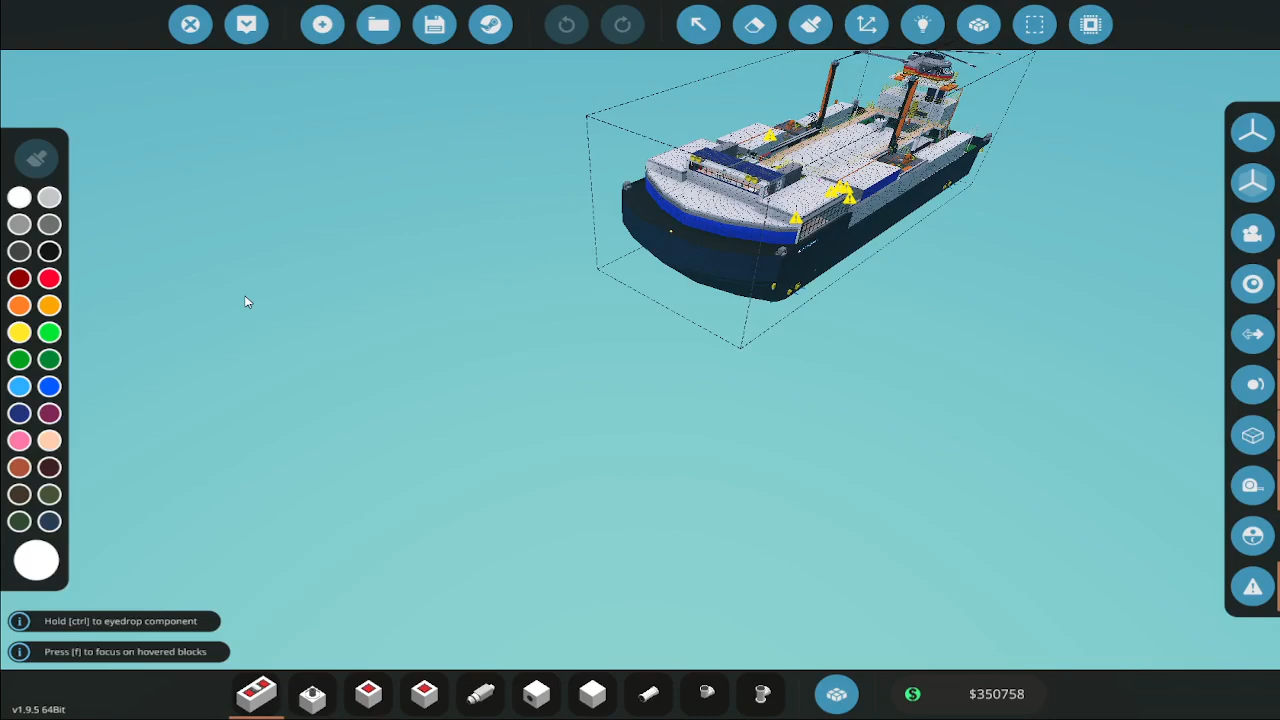 Hold [ctrl] to eyedrop component
Press [f] to focus on hovered blocks
$350758
v1.9.5 64Bit